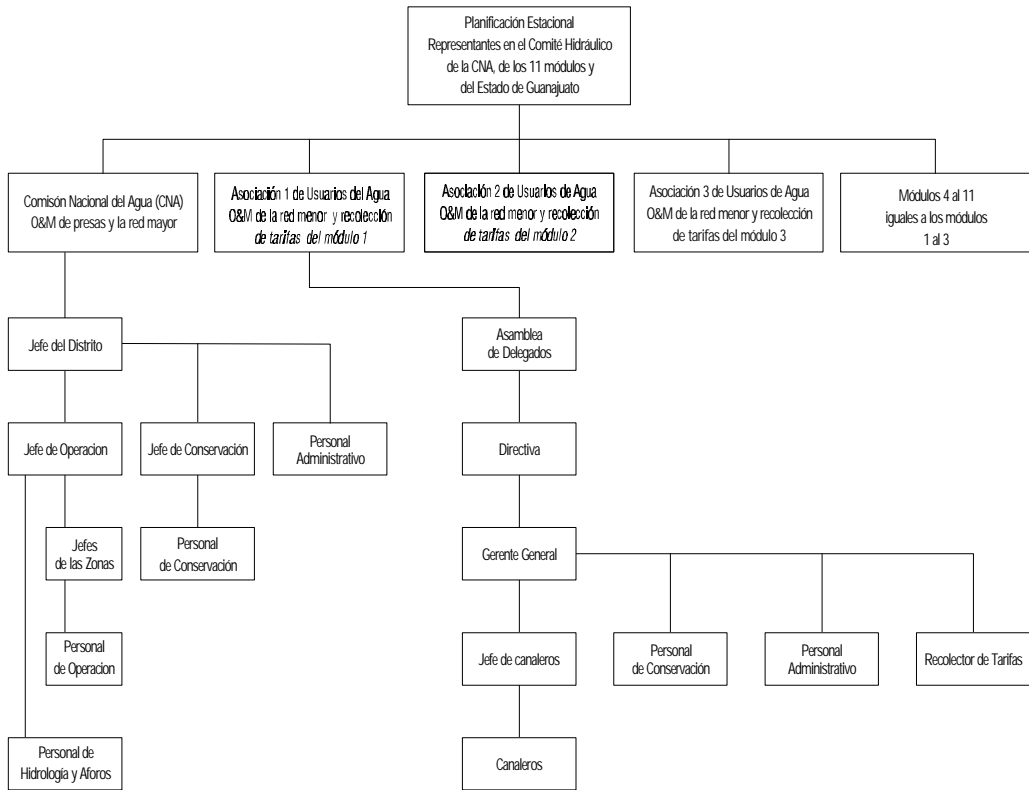 Planificación Estacional
Representantes en el Comité Hidráulico
de la CNA, de los 11 módulos y
del Estado de Guanajuato
Comisón Nacional del Agua (CNA)
O&M de presas y la red mayor
Asociación 1 de Usuarios del Agua
O&M de la red menor y recolección
de tarifas del módulo 1
Asociación 2 de Usuarios de Agua
O&M de la red menor y recolección
de tarifas del módulo 2
Asociación 3 de Usuarios de Agua
O&M de la red menor y recolección
de tarifas del módulo 3
Módulos 4 al 11
iguales a los módulos
1 al 3
Jefe del Distrito
Asamblea
de Delegados
Jefe de Operacion
Jefe de Conservación
Personal
Administrativo
Directiva
Jefes
de las Zonas
Personal
de Conservación
Gerente General
Personal
de Operacion
Jefe de canaleros
Personal
de Conservación
Personal
Administrativo
Recolector de Tarifas
Personal de
Hidrología y Aforos
Canaleros